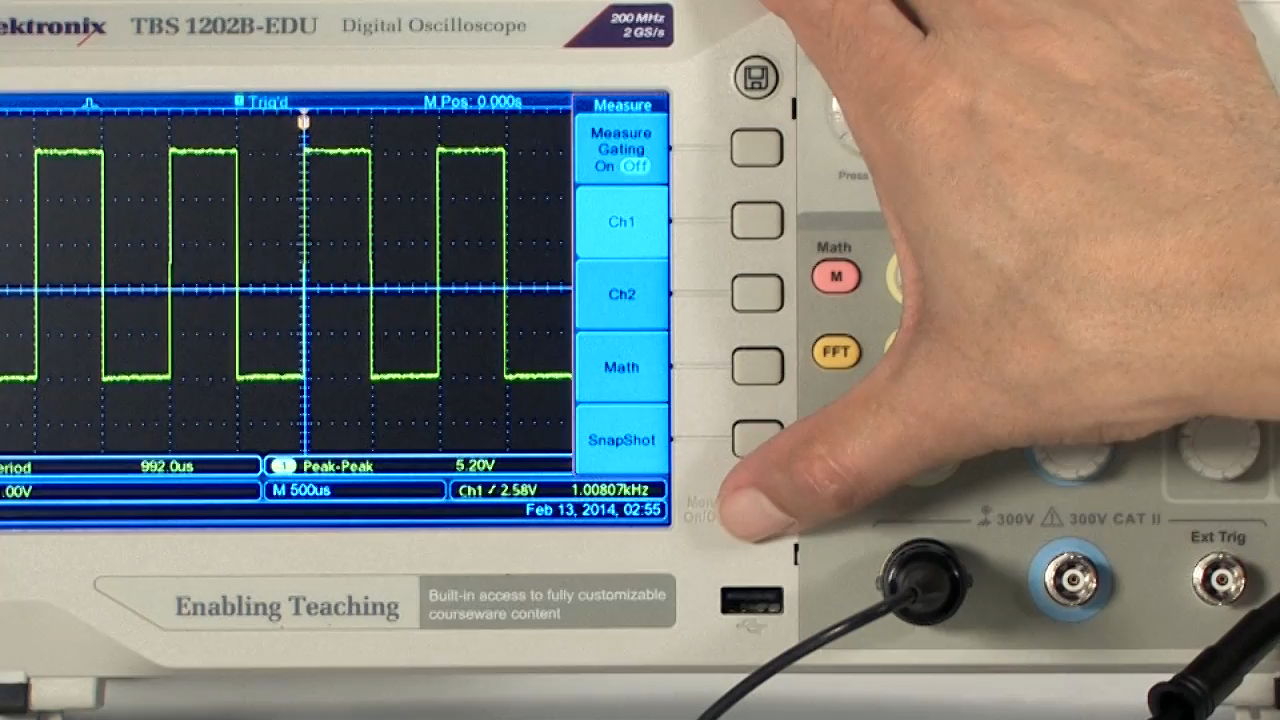 ektronix TBS 1202B-EDU Digital Oscilloscope 200 MHz
2 GS/s
Trig'd M Pos: 0.000s Measure
Measure
Gating
On Off
Ch1
Ch2
Math
SnapShot
eriod 992.0us 1 Peak-Peak 5.20V
.00V M 500us Ch1 / 2.58V 1.00807kHz
Feb 13, 2014, 02:55
Enabling Teaching
Built-in access to fully customizable
courseware content
Press
Math
M
FFT
300V 300V CAT II
Ext Trig